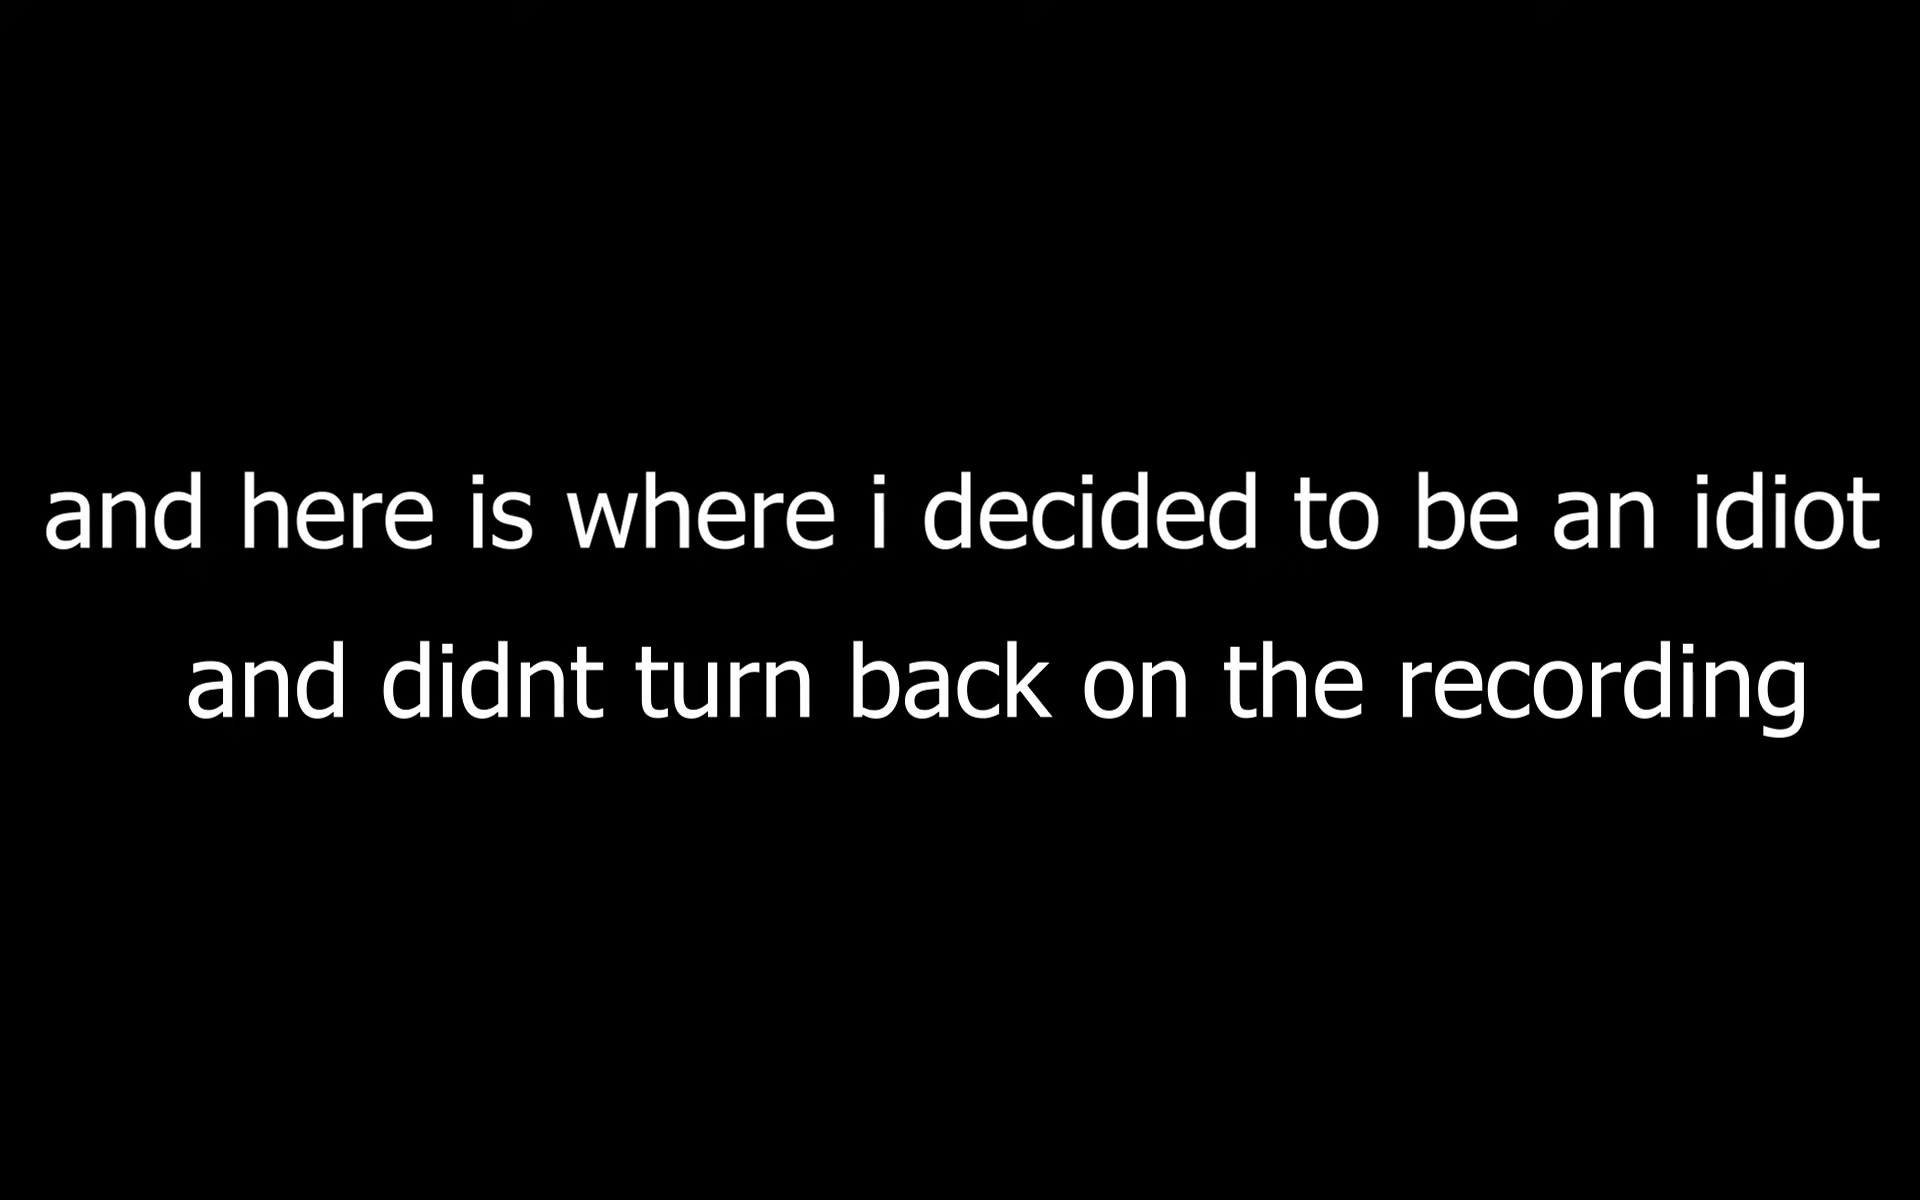 and here is where i decided to be an idiot
and didnt turn back on the recording